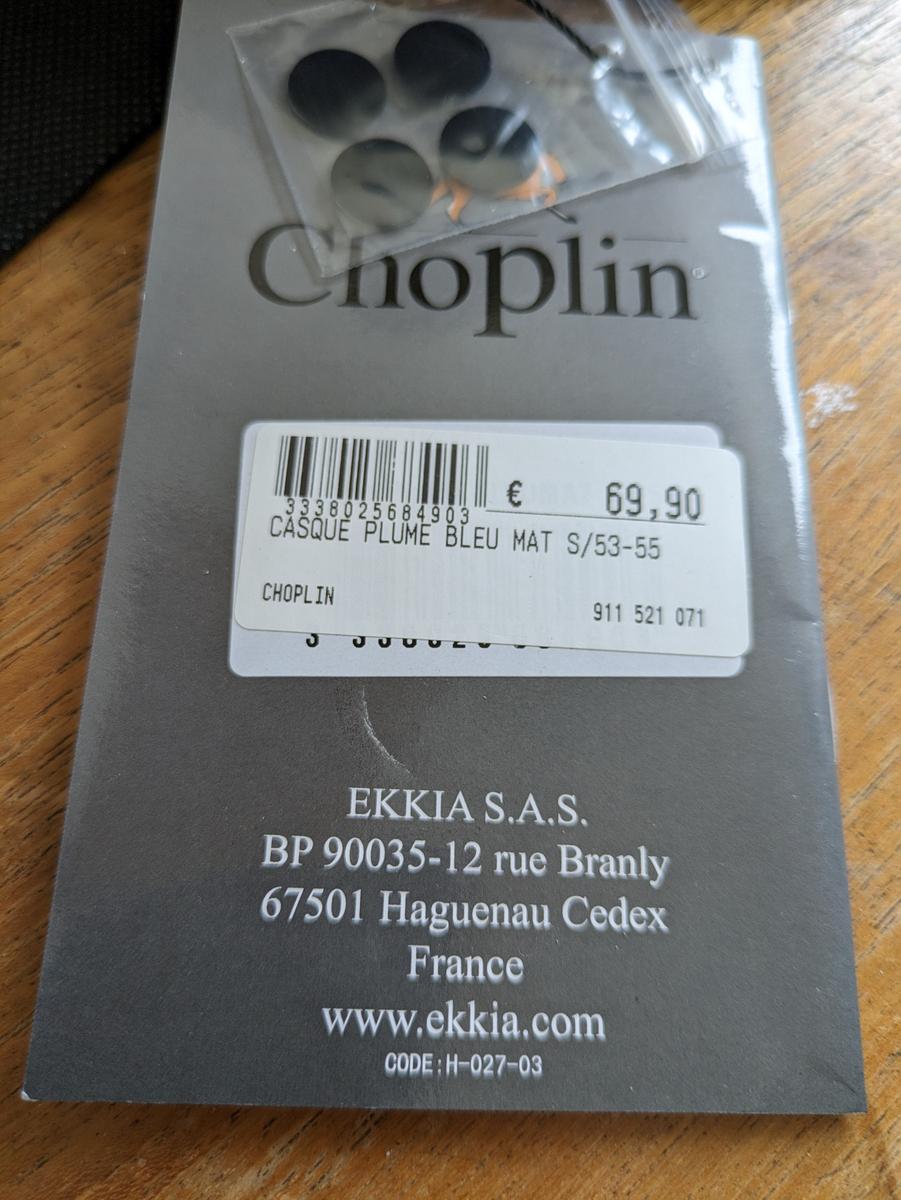 Choplin®
€ 69,90
3338025684903
CASQUE PLUME BLEU MAT S/53-55
CHOPLIN 911 521 071
EKKIA S.A.S.
BP 90035-12 rue Branly
67501 Haguenau Cedex
France
www.ekkia.com
CODE:H-027-03